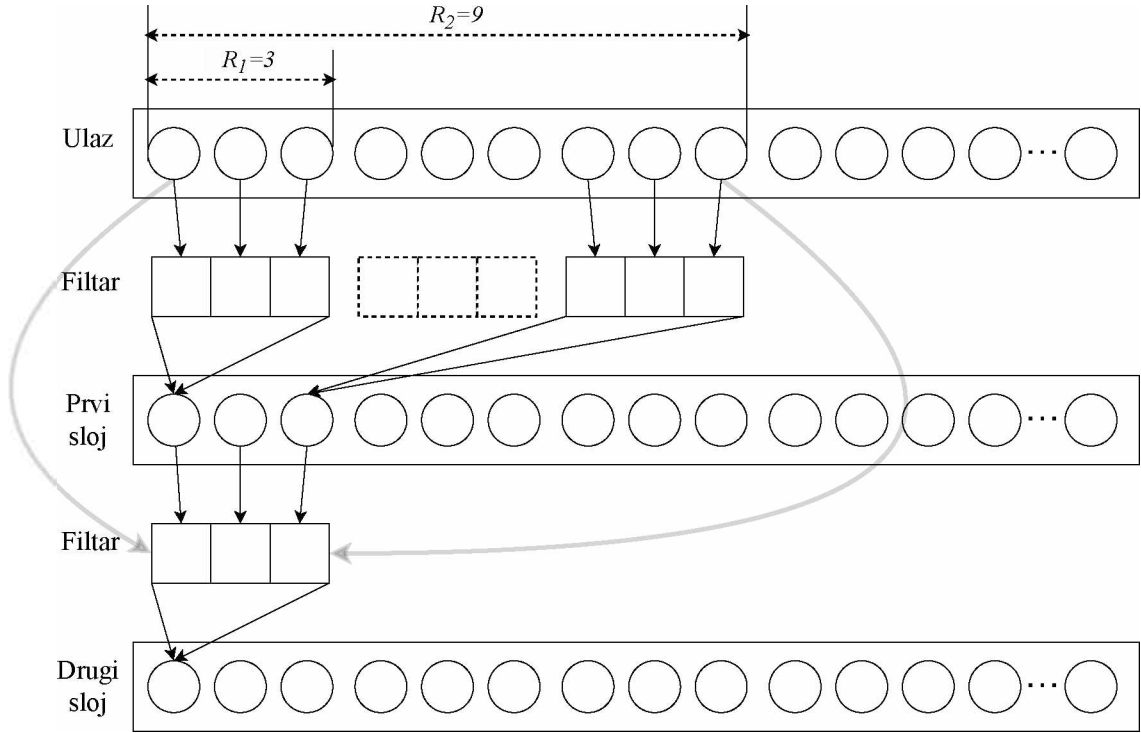 R₂=9
R₁=3
Ulaz
Filtar
Prvi
sloj
...
Filtar
Drugi
sloj
...